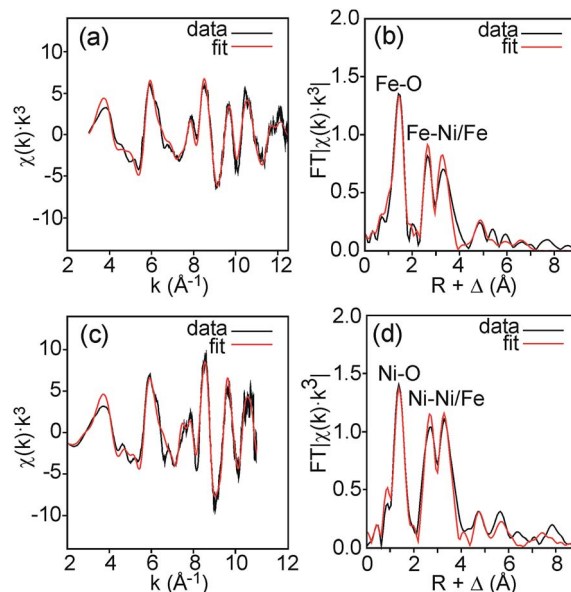 (a)
data
fit
χ(k)·k³
10
5
0
-5
-10
2
4
6
8
10
12
k (Å⁻¹)
(b)
data
fit
Fe-O
Fe-Ni/Fe
FT|χ(k)·k³|
2.0
1.5
1.0
0.5
0.0
0
2
4
6
8
R + Δ (Å)
(c)
data
fit
χ(k)·k³
10
5
0
-5
-10
2
4
6
8
10
12
k (Å⁻¹)
(d)
data
fit
Ni-O
Ni-Ni/Fe
FT|χ(k)·k³|
2.0
1.5
1.0
0.5
0.0
0
2
4
6
8
R + Δ (Å)